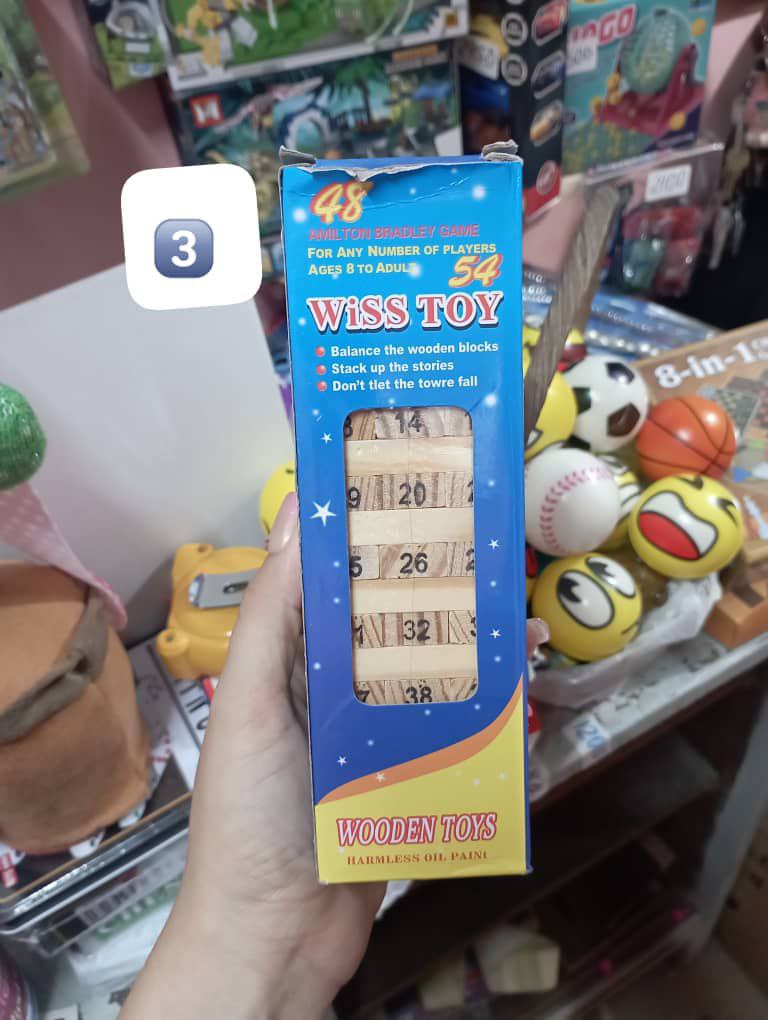 3
48
AMILTON BRADLEY GAME
FOR ANY NUMBER OF PLAYERS
AGES 8 TO ADULT
54
WiSS TOY
Balance the wooden blocks
Stack up the stories
Don't tlet the towre fall
14
9 20
5 26
32
38
WOODEN TOYS
HARMLESS OIL PAINt
8-in-1